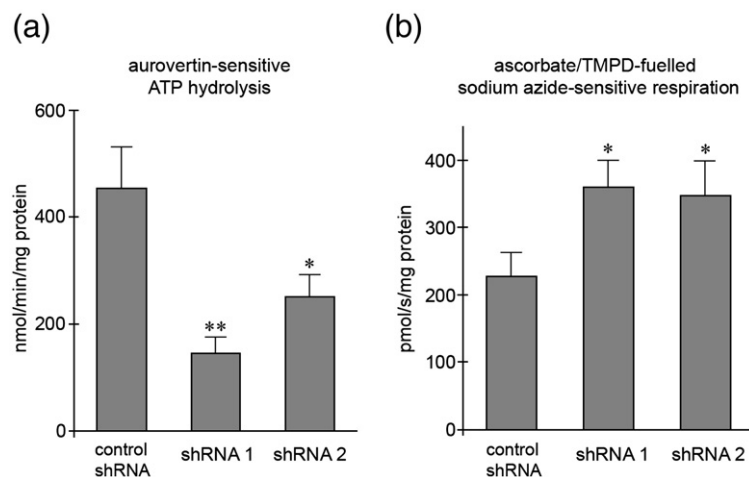 (a)
aurovertin-sensitive
ATP hydrolysis
nmol/min/mg protein
600
400
200
0
**
*
control
shRNA
shRNA 1
shRNA 2
(b)
ascorbate/TMPD-fuelled
sodium azide-sensitive respiration
pmol/s/mg protein
400
300
200
100
0
*
*
control
shRNA
shRNA 1
shRNA 2